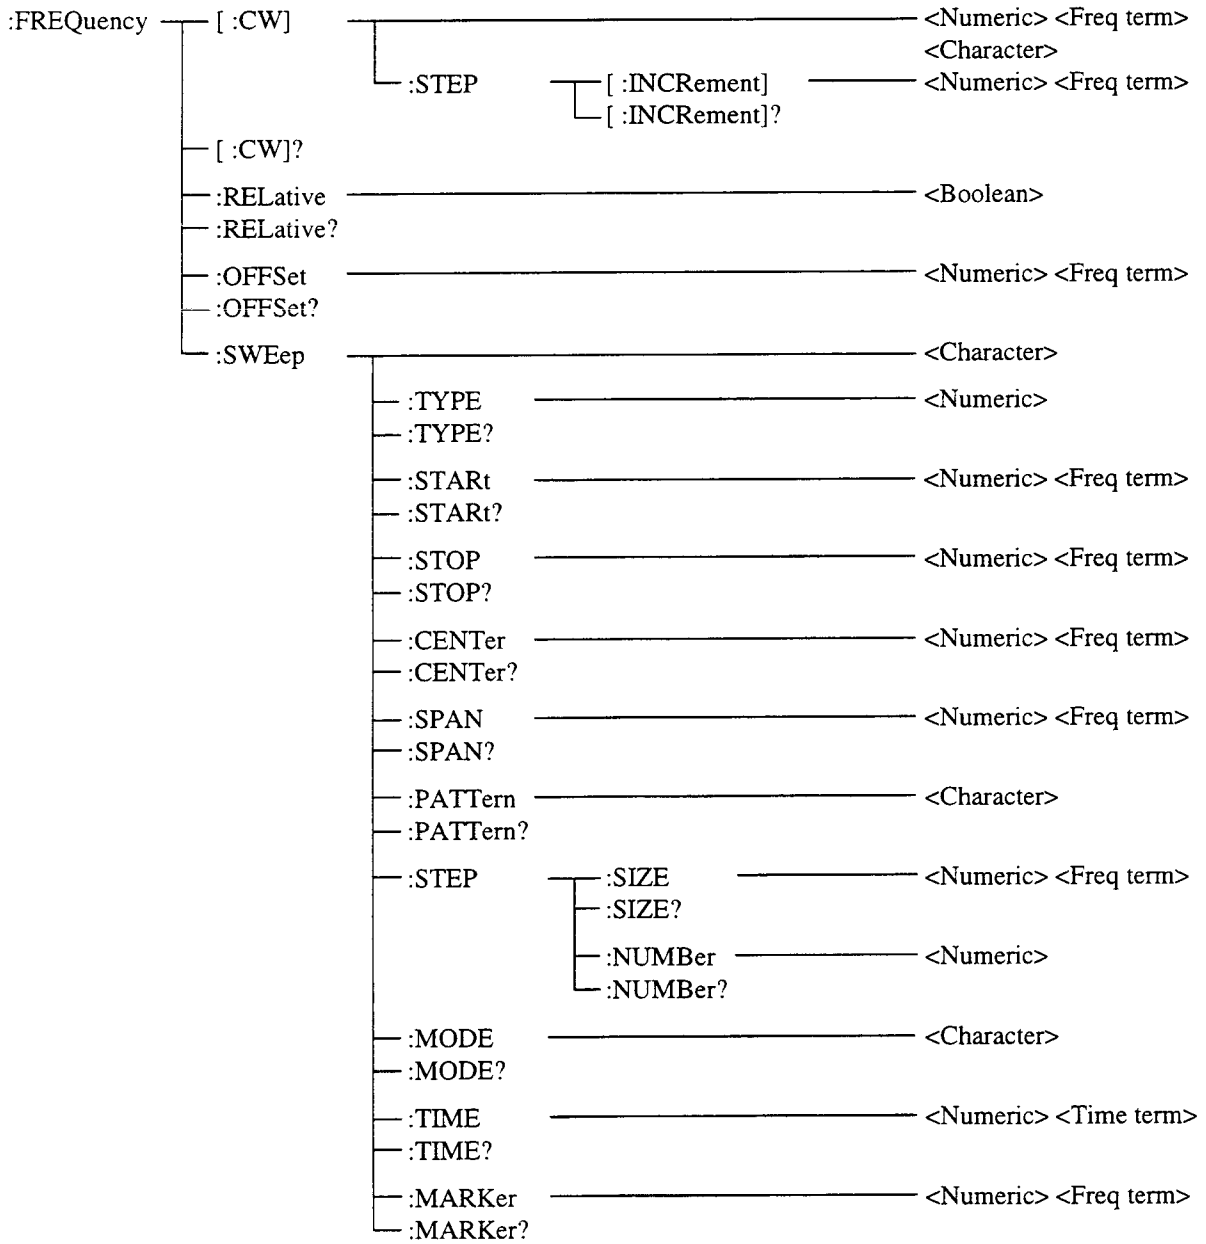 :FREQuency [ :CW] <Numeric> <Freq term>
<Character>
:STEP [ :INCRement] <Numeric> <Freq term>
[ :INCRement]?
[ :CW]?
:RELative <Boolean>
:RELative?
:OFFSet <Numeric> <Freq term>
:OFFSet?
:SWEep <Character>
:TYPE <Numeric>
:TYPE?
:STARt <Numeric> <Freq term>
:STARt?
:STOP <Numeric> <Freq term>
:STOP?
:CENTer <Numeric> <Freq term>
:CENTer?
:SPAN <Numeric> <Freq term>
:SPAN?
:PATTern <Character>
:PATTern?
:STEP :SIZE <Numeric> <Freq term>
:SIZE?
:NUMBer <Numeric>
:NUMBer?
:MODE <Character>
:MODE?
:TIME <Numeric> <Time term>
:TIME?
:MARKer <Numeric> <Freq term>
:MARKer?